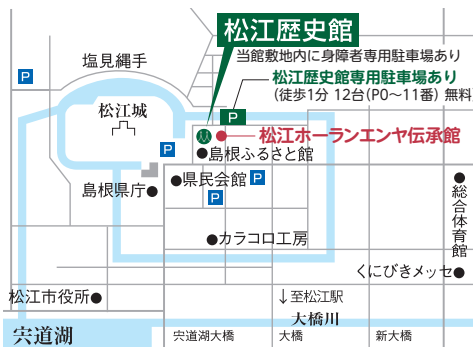 松江歴史館
当館敷地内に身障者専用駐車場あり
塩見縄手
P
松江歴史館専用駐車場あり
(徒歩1分 12台(P0〜11番) 無料)
松江城
P
松江ホーランエンヤ伝承館
P
島根ふるさと館
島根県庁
県民会館
P
P
総合体育館
カラコロ工房
くにびきメッセ
松江市役所
↓至松江駅
大橋川
宍道湖
宍道湖大橋
大橋
新大橋